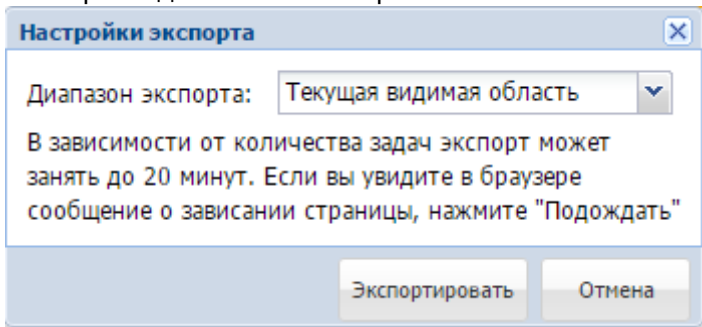 Настройки экспорта
Диапазон экспорта: Текущая видимая область
В зависимости от количества задач экспорт может
занять до 20 минут. Если вы увидите в браузере
сообщение о зависании страницы, нажмите "Подождать"
Экспортировать Отмена